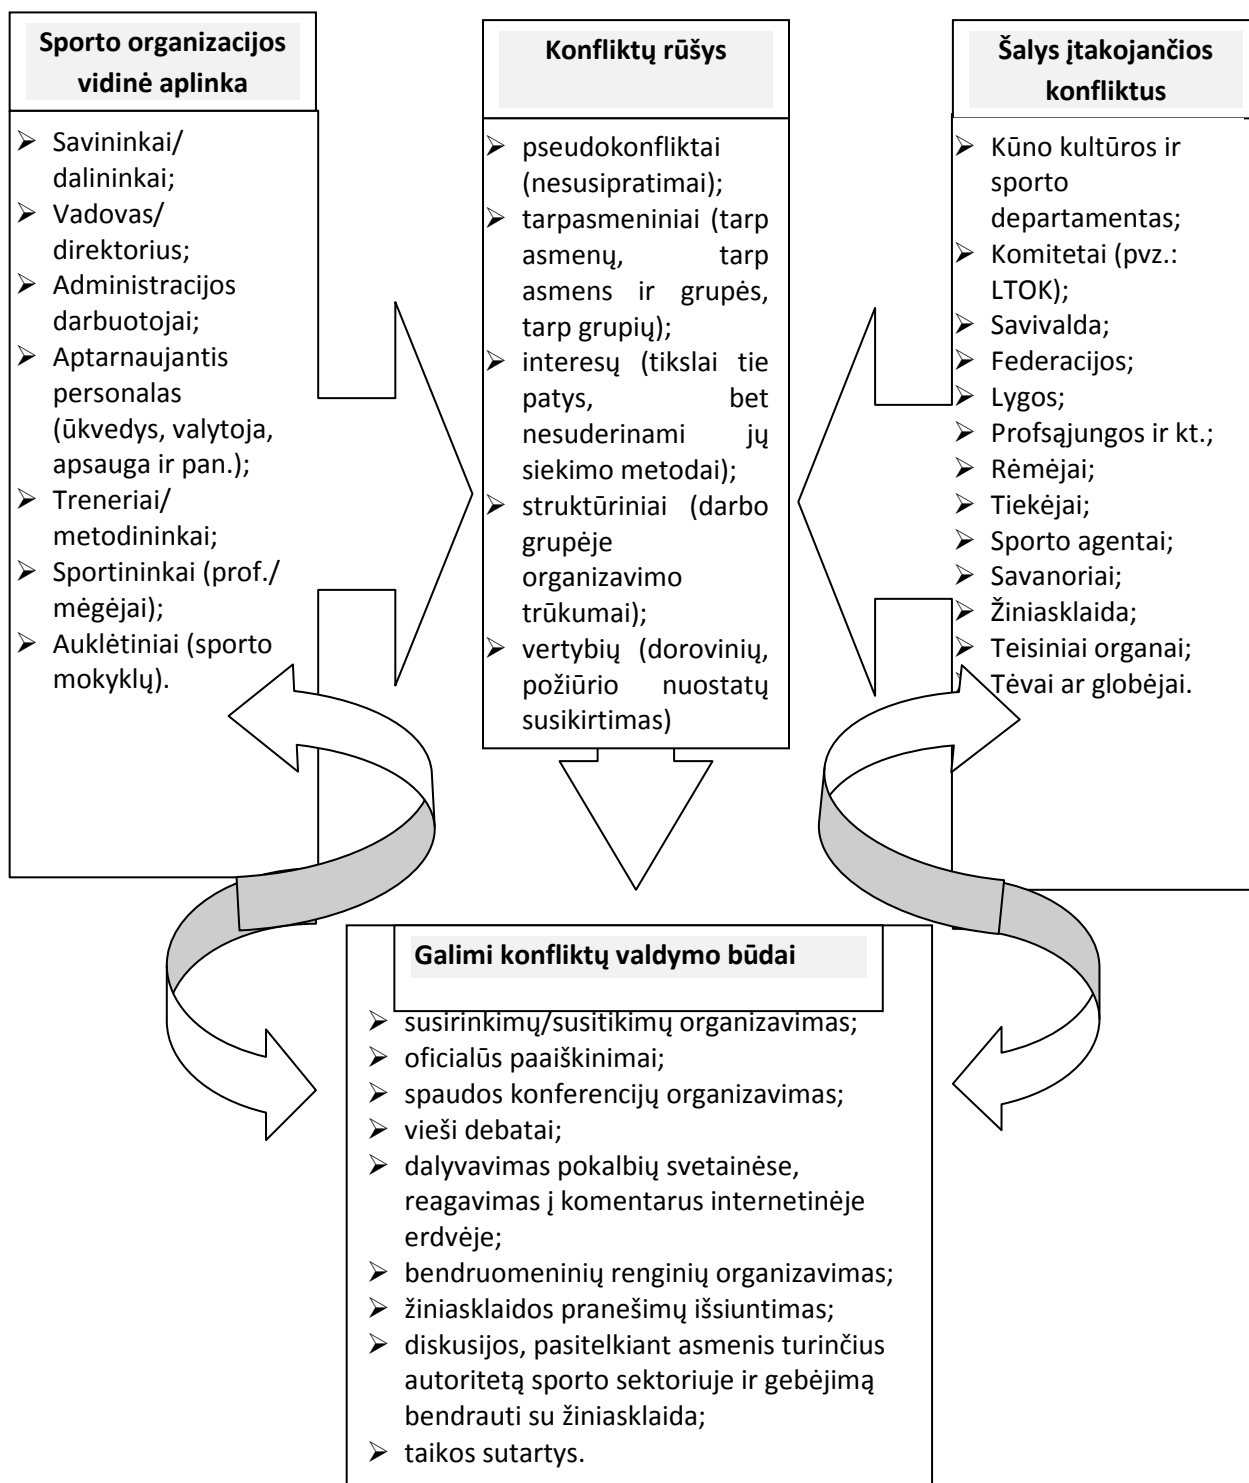 Sporto organizacijos
vidinė aplinka
➢ Savininkai/
dalininkai;
➢ Vadovas/
direktorius;
➢ Administracijos
darbuotojai;
➢ Aptarnaujantis
personalas
(ūkvedys, valytoja,
apsauga ir pan.);
➢ Treneriai/
metodininkai;
➢ Sportininkai (prof./
mėgėjai);
➢ Auklėtiniai (sporto
mokyklų).
Konfliktų rūšys
➢ pseudokonfliktai
(nesusipratimai);
➢ tarpasmeniniai (tarp
asmenų, tarp
asmens ir grupės,
tarp grupių);
➢ interesų (tikslai tie
patys, bet
nesuderinami jų
siekimo metodai);
➢ struktūriniai (darbo
grupėje
organizavimo
trūkumai);
➢ vertybių (dorovinių,
požiūrio nuostatų
susikirtimas)
Šalys įtakojančios
konfliktus
➢ Kūno kultūros ir
sporto
departamentas;
➢ Komitetai (pvz.:
LTOK);
➢ Savivalda;
➢ Federacijos;
➢ Lygos;
➢ Profsąjungos ir kt.;
➢ Rėmėjai;
➢ Tiekėjai;
➢ Sporto agentai;
➢ Savanoriai;
➢ Žiniasklaida;
➢ Teisiniai organai;
➢ Tėvai ar globėjai.
Galimi konfliktų valdymo būdai
➢ susirinkimų/susitikimų organizavimas;
➢ oficialūs paaiškinimai;
➢ spaudos konferencijų organizavimas;
➢ vieši debatai;
➢ dalyvavimas pokalbių svetainėse,
reagavimas į komentarus internetinėje
erdvėje;
➢ bendruomeninių renginių organizavimas;
➢ žiniasklaidos pranešimų išsiuntimas;
➢ diskusijos, pasitelkiant asmenis turinčius
autoritetą sporto sektoriuje ir gebėjimą
bendrauti su žiniasklaida;
➢ taikos sutartys.